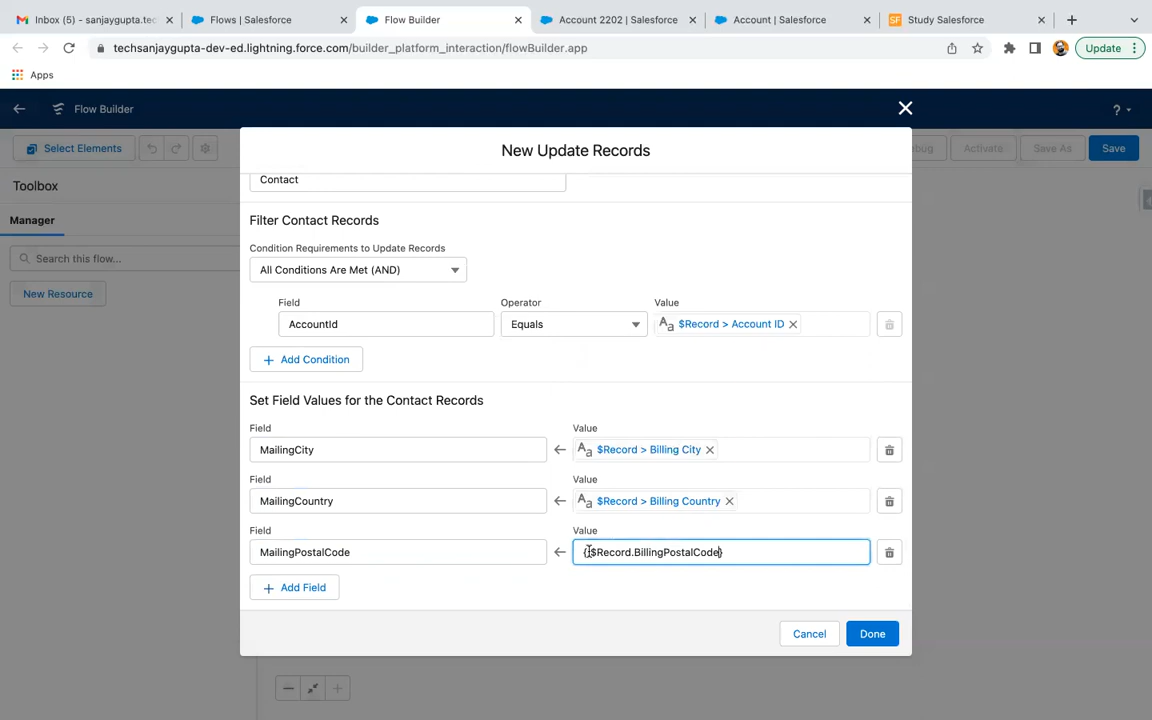 Inbox (5) - sanjaygupta.tec
Flows | Salesforce
Flow Builder
Account 2202 | Salesforce
Account | Salesforce
Study Salesforce
techsanjaygupta-dev-ed.lightning.force.com/builder_platform_interaction/flowBuilder.app
Update
Apps
Flow Builder
?
Select Elements
Activate
Save As
Save
New Update Records
Toolbox
Manager
Search this flow...
New Resource
Contact
Filter Contact Records
Condition Requirements to Update Records
All Conditions Are Met (AND)
Field
Operator
Value
AccountId
Equals
Aa $Record > Account ID
+ Add Condition
Set Field Values for the Contact Records
Field
Value
MailingCity
Aa $Record > Billing City
Field
Value
MailingCountry
Aa $Record > Billing Country
Field
Value
MailingPostalCode
{!$Record.BillingPostalCode}
+ Add Field
Cancel
Done